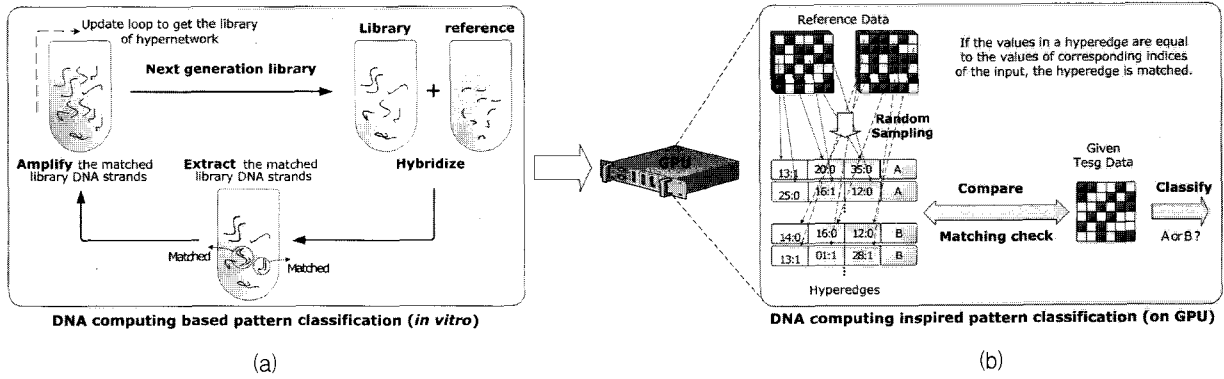 Update loop to get the library
of hypernetwork
Library
reference
Next generation library
+
Amplify the matched
library DNA strands
Extract the matched
library DNA strands
Hybridize
Matched
Matched
DNA computing based pattern classification (in vitro)
(a)
GPU
Reference Data
If the values in a hyperedge are equal
to the values of corresponding indices
of the input, the hyperedge is matched.
Random
Sampling
13:1 20:0 35:0 A
25:0 16:1 12:0 A
14:0 16:0 12:0 B
13:1 01:1 28:1 B
Hyperedges
Compare
Matching check
Given
Tesg Data
Classify
A or B?
DNA computing inspired pattern classification (on GPU)
(b)